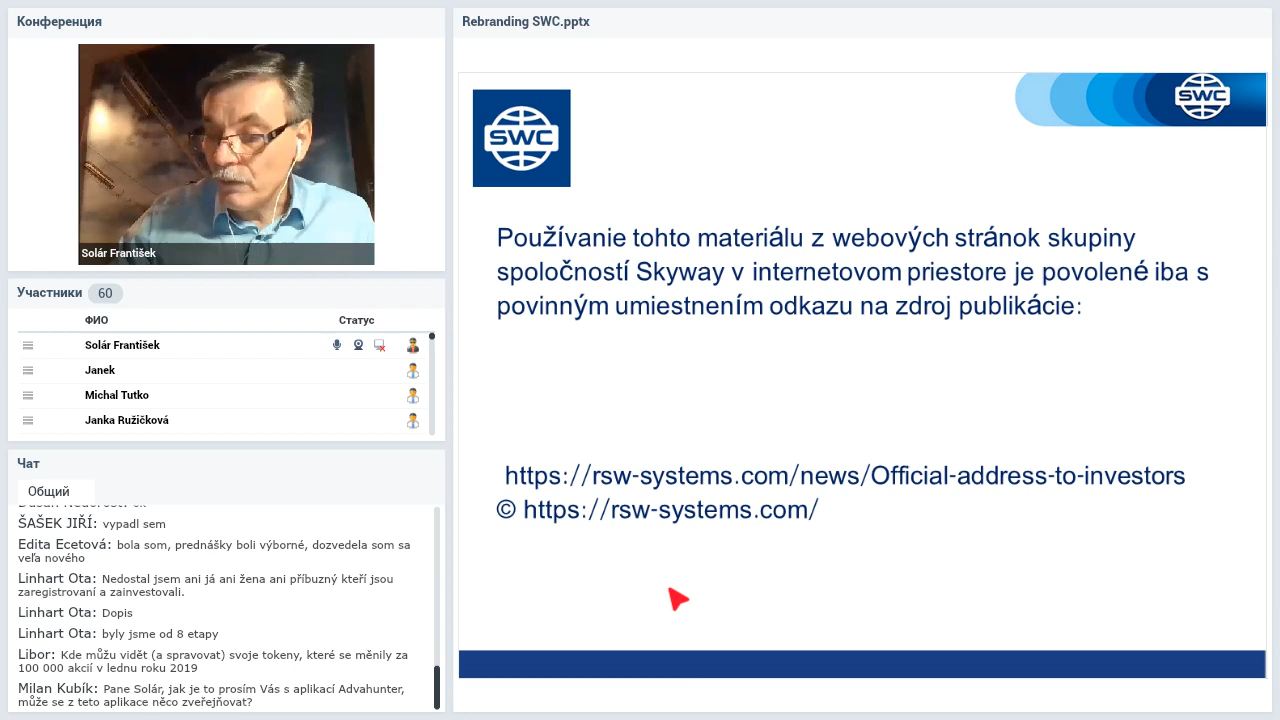 Конференция
Solár František
Участники 60
ФИО
Статус
Solár František
Janek
Michal Tutko
Janka Ružičková
Чат
Общий
ŠAŠEK JIŘÍ: vypadl sem
Edita Ecetová: bola som, prednášky boli výborné, dozvedela som sa
veľa nového
Linhart Ota: Nedostal jsem ani já ani žena ani příbuzný kteří jsou
zaregistrovaní a zainvestovali.
Linhart Ota: Dopis
Linhart Ota: byly jsme od 8 etapy
Libor: Kde můžu vidět (a spravovat) svoje tokeny, které se měnily za
100 000 akcií v lednu roku 2019
Milan Kubík: Pane Solár, jak je to prosím Vás s aplikací Advahunter,
může se z teto aplikace něco zveřejňovat?
Rebranding SWC.pptx
SWC
SWC
Používanie tohto materiálu z webových stránok skupiny
spoločností Skyway v internetovom priestore je povolené iba s
povinným umiestnením odkazu na zdroj publikácie:
https://rsw-systems.com/news/Official-address-to-investors
© https://rsw-systems.com/